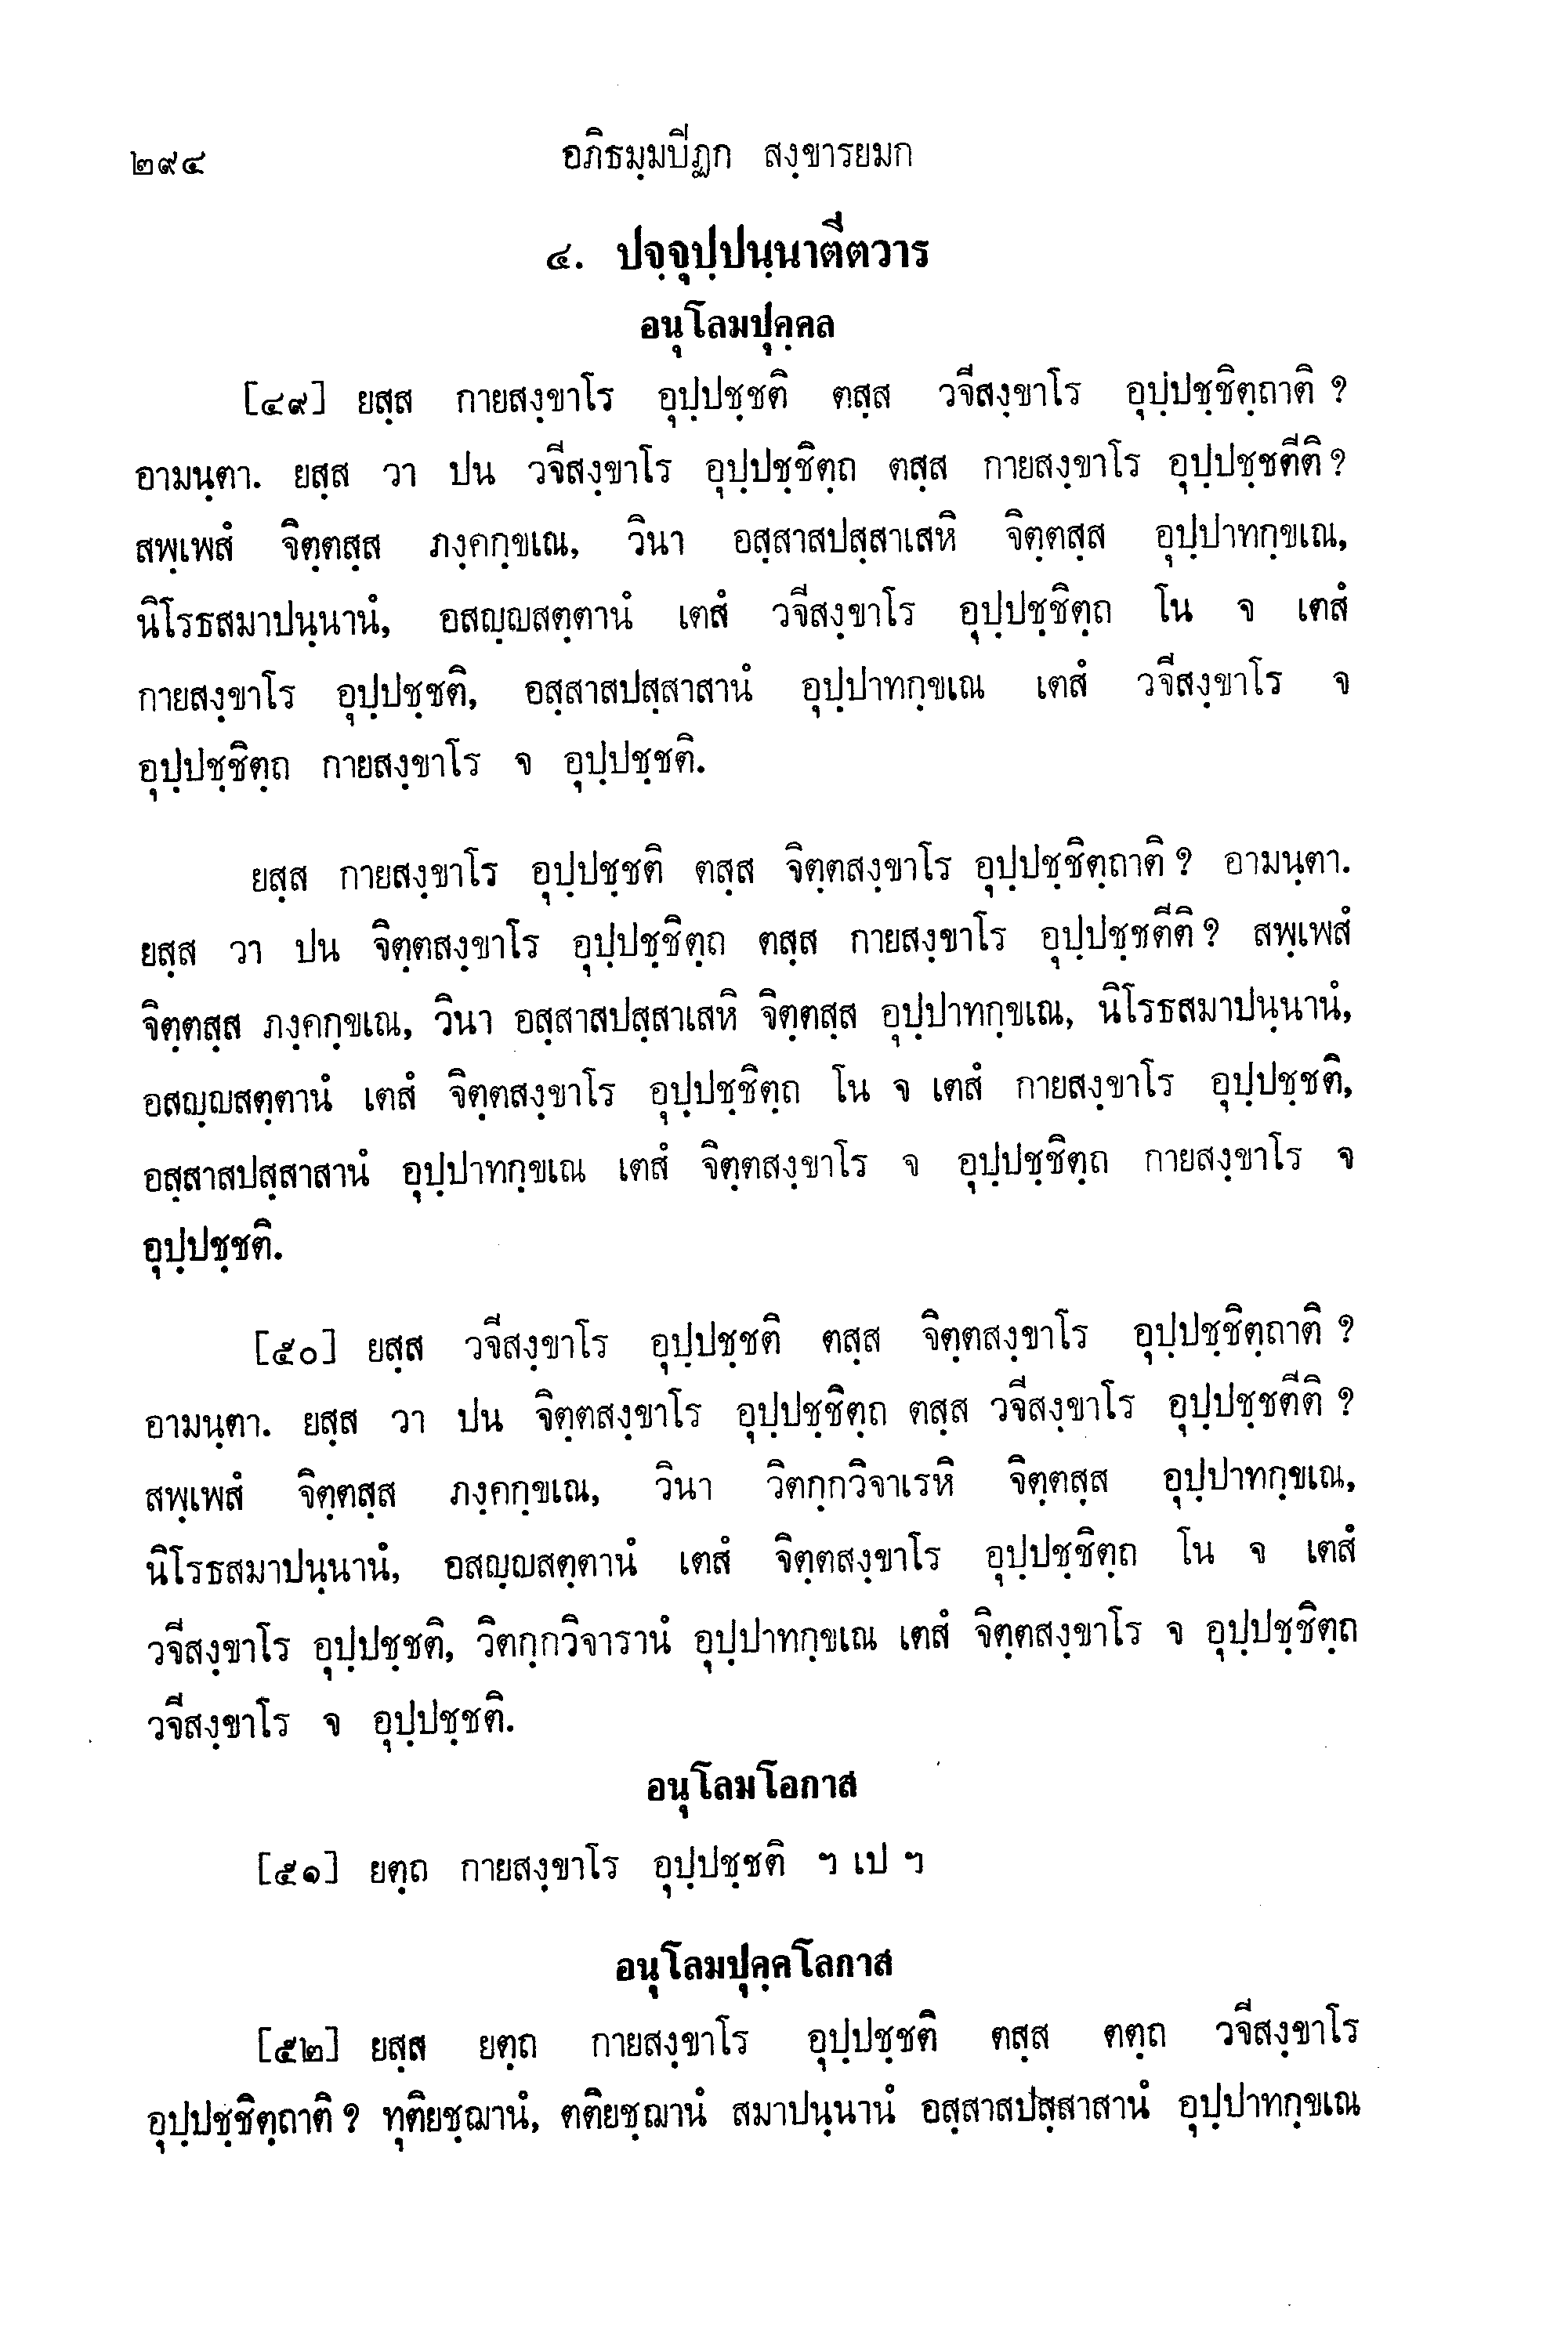 ๒๙๔ อภิธมฺมปีฏก สงฺขารยมก
๔. ปจฺจุปฺปนฺนาตีตวาร
อนุโลมปุคฺคล
[๔๙] ยสฺส กายสงฺขาโร อุปฺปชฺชติ ตสฺส วจีสงฺขาโร อุปฺปชฺชิตฺถาติ ?
อามนฺตา. ยสฺส วา ปน วจีสงฺขาโร อุปฺปชฺชิตฺถ ตสฺส กายสงฺขาโร อุปฺปชฺชตีติ ?
สพฺเพสํ จิตฺตสฺส ภงฺคกฺขเณ, วินา อสฺสาสปสฺสาเสหิ จิตฺตสฺส อุปฺปาทกฺขเณ,
นิโรธสมาปนฺนานํ, อสญฺญสตฺตานํ เตสํ วจีสงฺขาโร อุปฺปชฺชิตฺถ โน จ เตสํ
กายสงฺขาโร อุปฺปชฺชติ, อสฺสาสปสฺสาสานํ อุปฺปาทกฺขเณ เตสํ วจีสงฺขาโร จ
อุปฺปชฺชิตฺถ กายสงฺขาโร จ อุปฺปชฺชติ.
ยสฺส กายสงฺขาโร อุปฺปชฺชติ ตสฺส จิตฺตสงฺขาโร อุปฺปชฺชิตฺถาติ ? อามนฺตา.
ยสฺส วา ปน จิตฺตสงฺขาโร อุปฺปชฺชิตฺถ ตสฺส กายสงฺขาโร อุปฺปชฺชตีติ ? สพฺเพสํ
จิตฺตสฺส ภงฺคกฺขเณ, วินา อสฺสาสปสฺสาเสหิ จิตฺตสฺส อุปฺปาทกฺขเณ, นิโรธสมาปนฺนานํ,
อสญฺญสตฺตานํ เตสํ จิตฺตสงฺขาโร อุปฺปชฺชิตฺถ โน จ เตสํ กายสงฺขาโร อุปฺปชฺชติ,
อสฺสาสปสฺสาสานํ อุปฺปาทกฺขเณ เตสํ จิตฺตสงฺขาโร จ อุปฺปชฺชิตฺถ กายสงฺขาโร จ
อุปฺปชฺชติ.
[๕๐] ยสฺส วจีสงฺขาโร อุปฺปชฺชติ ตสฺส จิตฺตสงฺขาโร อุปฺปชฺชิตฺถาติ ?
อามนฺตา. ยสฺส วา ปน จิตฺตสงฺขาโร อุปฺปชฺชิตฺถ ตสฺส วจีสงฺขาโร อุปฺปชฺชตีติ ?
สพฺเพสํ จิตฺตสฺส ภงฺคกฺขเณ, วินา วิตกฺกวิจาเรหิ จิตฺตสฺส อุปฺปาทกฺขเณ,
นิโรธสมาปนฺนานํ, อสญฺญสตฺตานํ เตสํ จิตฺตสงฺขาโร อุปฺปชฺชิตฺถ โน จ เตสํ
วจีสงฺขาโร อุปฺปชฺชติ, วิตกฺกวิจารานํ อุปฺปาทกฺขเณ เตสํ จิตฺตสงฺขาโร จ อุปฺปชฺชิตฺถ
วจีสงฺขาโร จ อุปฺปชฺชติ.
อนุโลมโอกาส
[๕๑] ยตฺถ กายสงฺขาโร อุปฺปชฺชติ ฯ เป ฯ
อนุโลมปุคฺคโลกาส
[๕๒] ยสฺส ยตฺถ กายสงฺขาโร อุปฺปชฺชติ ตสฺส ตตฺถ วจีสงฺขาโร
อุปฺปชฺชิตฺถาติ ? ทุติยชฺฌานํ, ตติยชฺฌานํ สมาปนฺนานํ อสฺสาสปสฺสาสานํ อุปฺปาทกฺขเณ